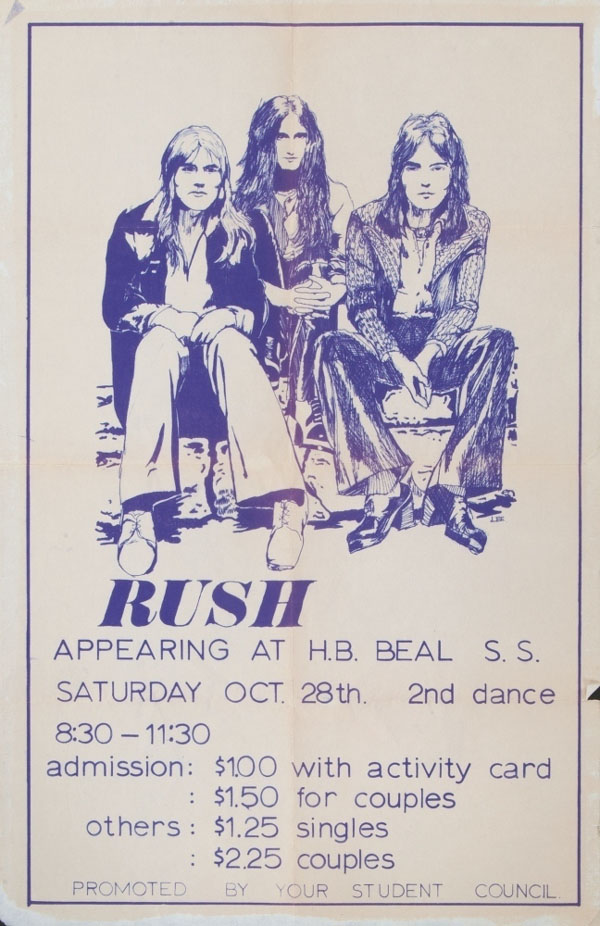 LEE
RUSH
APPEARING AT H.B. BEAL S.S.
SATURDAY OCT. 28th. 2nd dance
8:30 – 11:30
admission: $1.00 with activity card
: $1.50 for couples
others: $1.25 singles
: $2.25 couples
PROMOTED BY YOUR STUDENT COUNCIL.